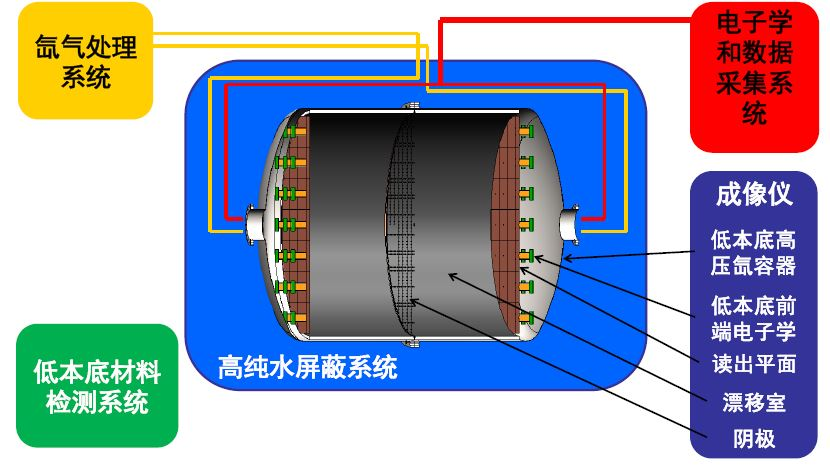 氙气处理
系统
电子学
和数据
采集系
统
成像仪
低本底高
压氙容器
低本底前
端电子学
读出平面
漂移室
阴极
高纯水屏蔽系统
低本底材料
检测系统